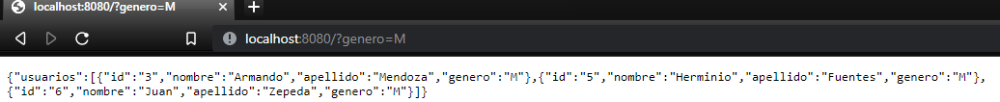 localhost:8080/?genero=M
localhost:8080/?genero=M
{"usuarios":[{"id":"3","nombre":"Armando","apellido":"Mendoza","genero":"M"},{"id":"5","nombre":"Herminio","apellido":"Fuentes","genero":"M"},
{"id":"6","nombre":"Juan","apellido":"Zepeda","genero":"M"}]}